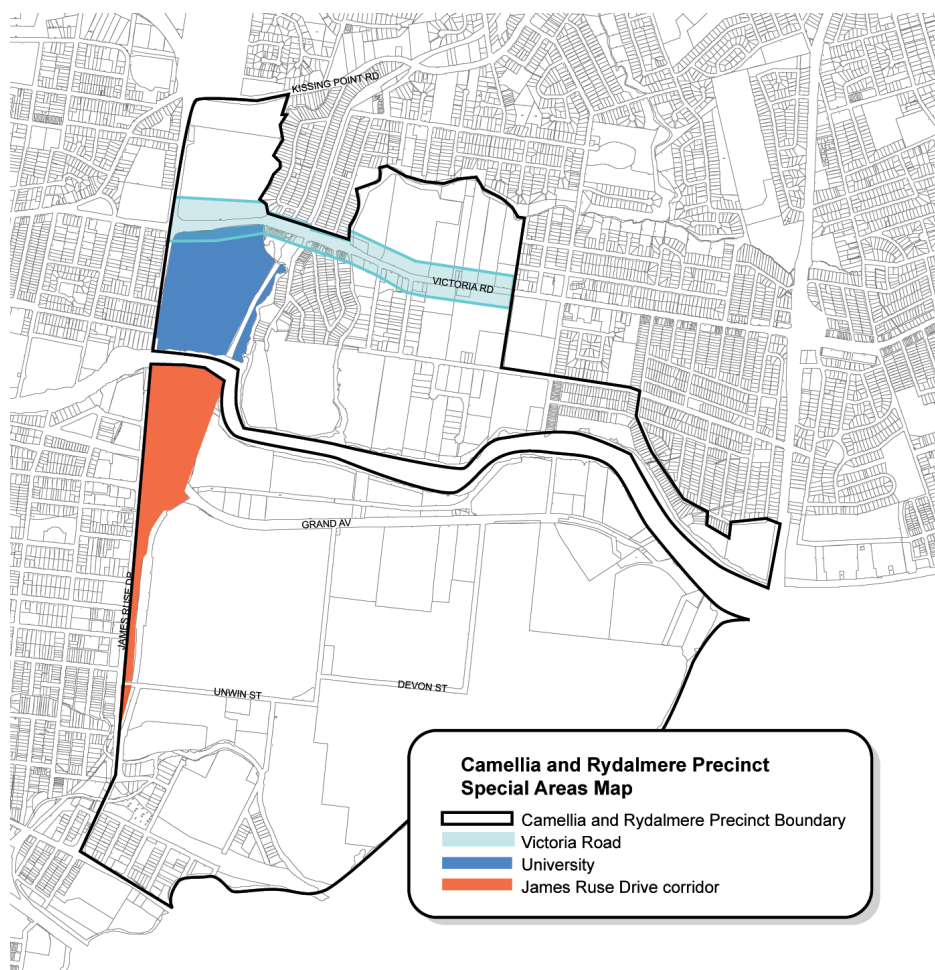 KISSING POINT RD
VICTORIA RD
GRAND AV
JAMES RUSE DR
UNWIN ST
DEVON ST
Camellia and Rydalmere Precinct
Special Areas Map
Camellia and Rydalmere Precinct Boundary
Victoria Road
University
James Ruse Drive corridor